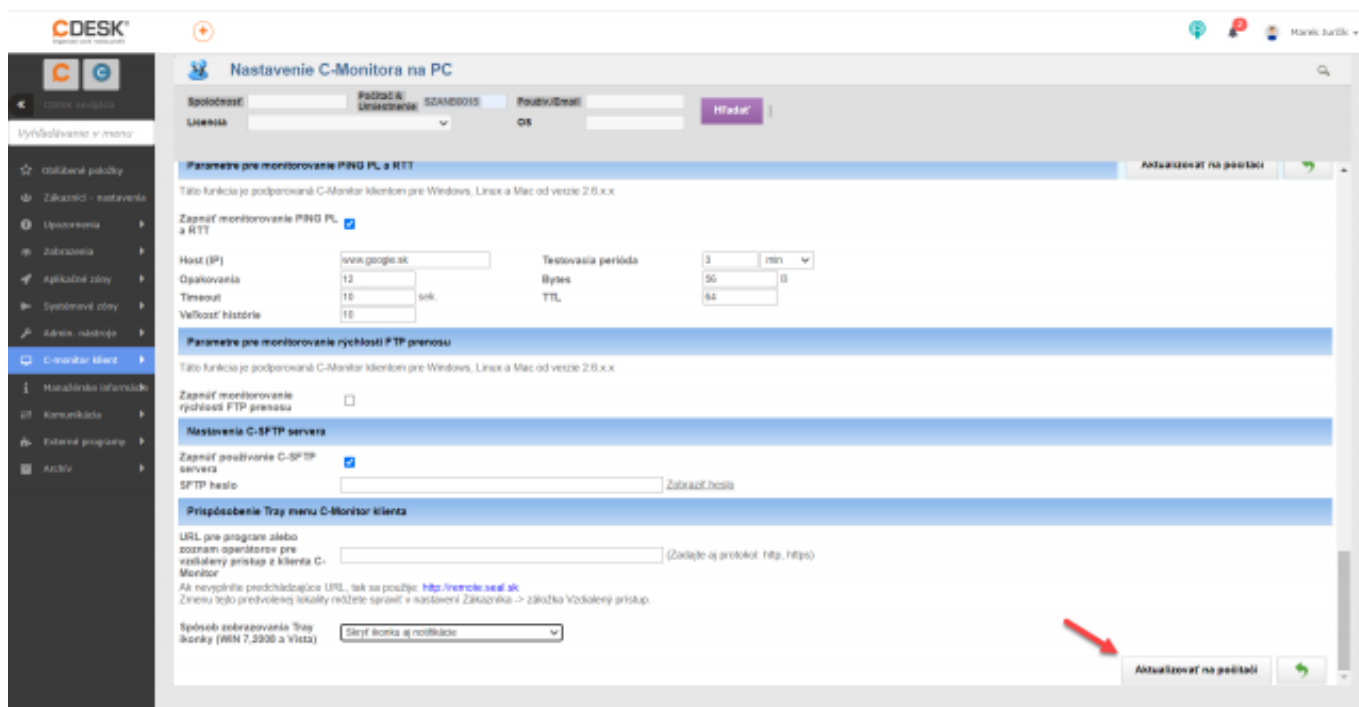 CDESK
2
Marek Jurčík
C
Nastavenie C-Monitora na PC
CDESK navigácia
Vyhľadávanie v menu
Spoločnosť
Počítač & Umiestnenie
SZANB0015
Použív./Email
Hľadať
Licencia
OS
Obľúbené položky
Zákazníci - nastavenia
Upozornenia
Zobrazenia
Aplikačné zóny
Systémové zóny
Admin. nástroje
C-monitor klient
Manažérske informácie
Komunikácia
Externé programy
Archív
Parametre pre monitorovanie PING PL a RTT
Aktualizovať na počítači
Táto funkcia je podporovaná C-Monitor klientom pre Windows, Linux a Mac od verzie 2.6.x.x
Zapnúť monitorovanie PING PL
a RTT
Host (IP)
www.google.sk
Testovasia perióda
3
min
Opakovania
12
Bytes
56
B
Timeout
10
sek.
TTL
64
Veľkosť histórie
10
Parametre pre monitorovanie rýchlosti FTP prenosu
Táto funkcia je podporovaná C-Monitor klientom pre Windows, Linux a Mac od verzie 2.6.x.x
Zapnúť monitorovanie
rýchlosti FTP prenosu
Nastavenia C-SFTP servera
Zapnúť používanie C-SFTP
servera
SFTP heslo
Zobraziť heslo
Prispôsobenie Tray menu C-Monitor klienta
URL pre program alebo
zoznam operátorov pre
vzdialený prístup z klienta C-
Monitor
(Zadajte aj protokol: http, https)
Ak nevyplníte predchádzajúce URL, tak sa použije: http://remote.seal.sk
Zmenu tejto predvolenej lokality môžete spraviť v nastavení Zákazníka -> záložka Vzdialený prístup.
Spôsob zobrazovania Tray
ikonky (WIN 7,2008 a Vista)
Skryť ikonka aj notifikácie
Aktualizovať na počítači